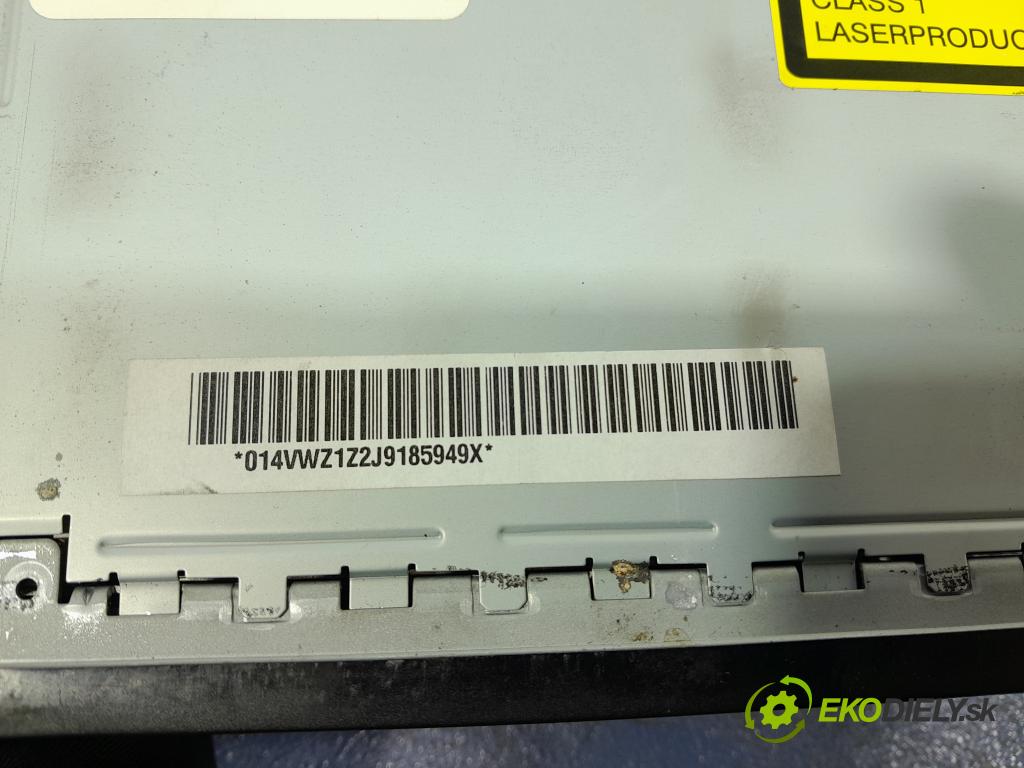 CLASS 1
LASERPRODUC
*014VWZ1Z2J9185949X*
EKODIELY.sk